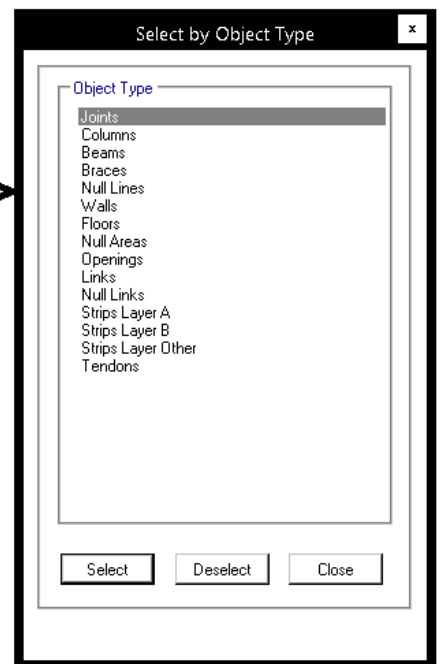 Select by Object Type
x
Object Type
Joints
Columns
Beams
Braces
Null Lines
Walls
Floors
Null Areas
Openings
Links
Null Links
Strips Layer A
Strips Layer B
Strips Layer Other
Tendons
Select Deselect Close